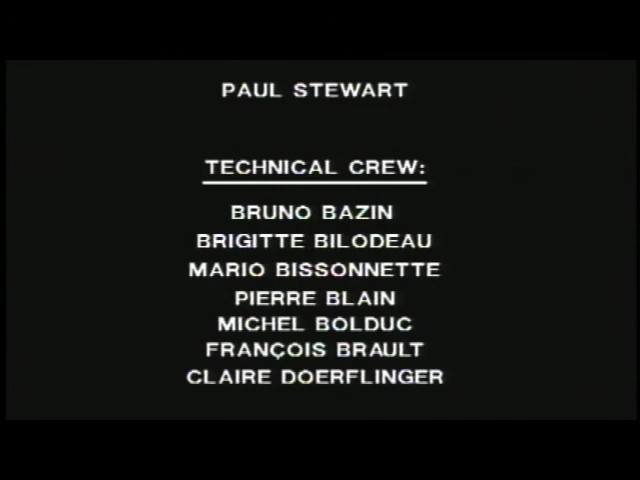 PAUL STEWART
TECHNICAL CREW:
BRUNO BAZIN
BRIGITTE BILODEAU
MARIO BISSONNETTE
PIERRE BLAIN
MICHEL BOLDUC
FRANÇOIS BRAULT
CLAIRE DOERFLINGER